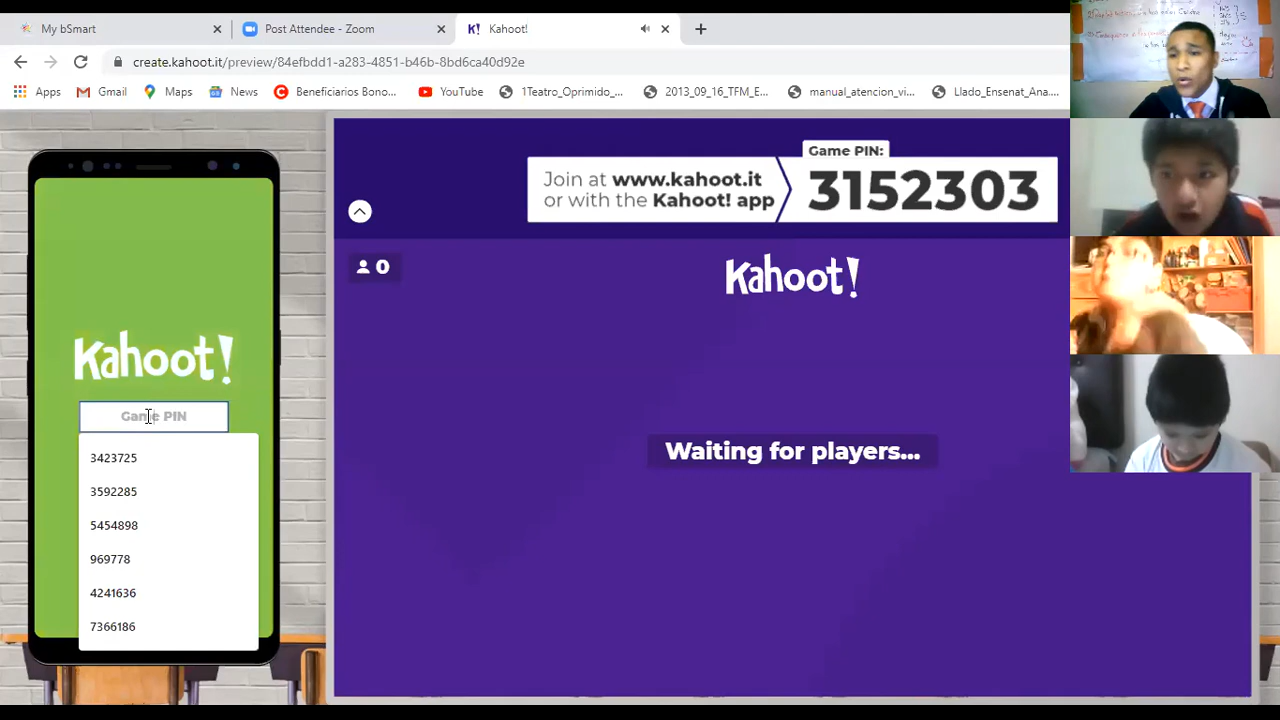 My bSmart
Post Attendee - Zoom
Kahoot!
create.kahoot.it/preview/84efbdd1-a283-4851-b46b-8bd6ca40d92b
Apps
Gmail
Maps
News
Beneficiarios Bono...
YouTube
1Teatro_Oprimido_...
2013_09_16_TFM_E...
manual_atencion_vi...
Llado_Ensenat_Ana....
Game PIN:
Join at www.kahoot.it
or with the Kahoot! app
3152303
0
Kahoot!
Waiting for players...
Kahoot!
Game PIN
3423725
3592285
5454898
969778
4241636
7366186